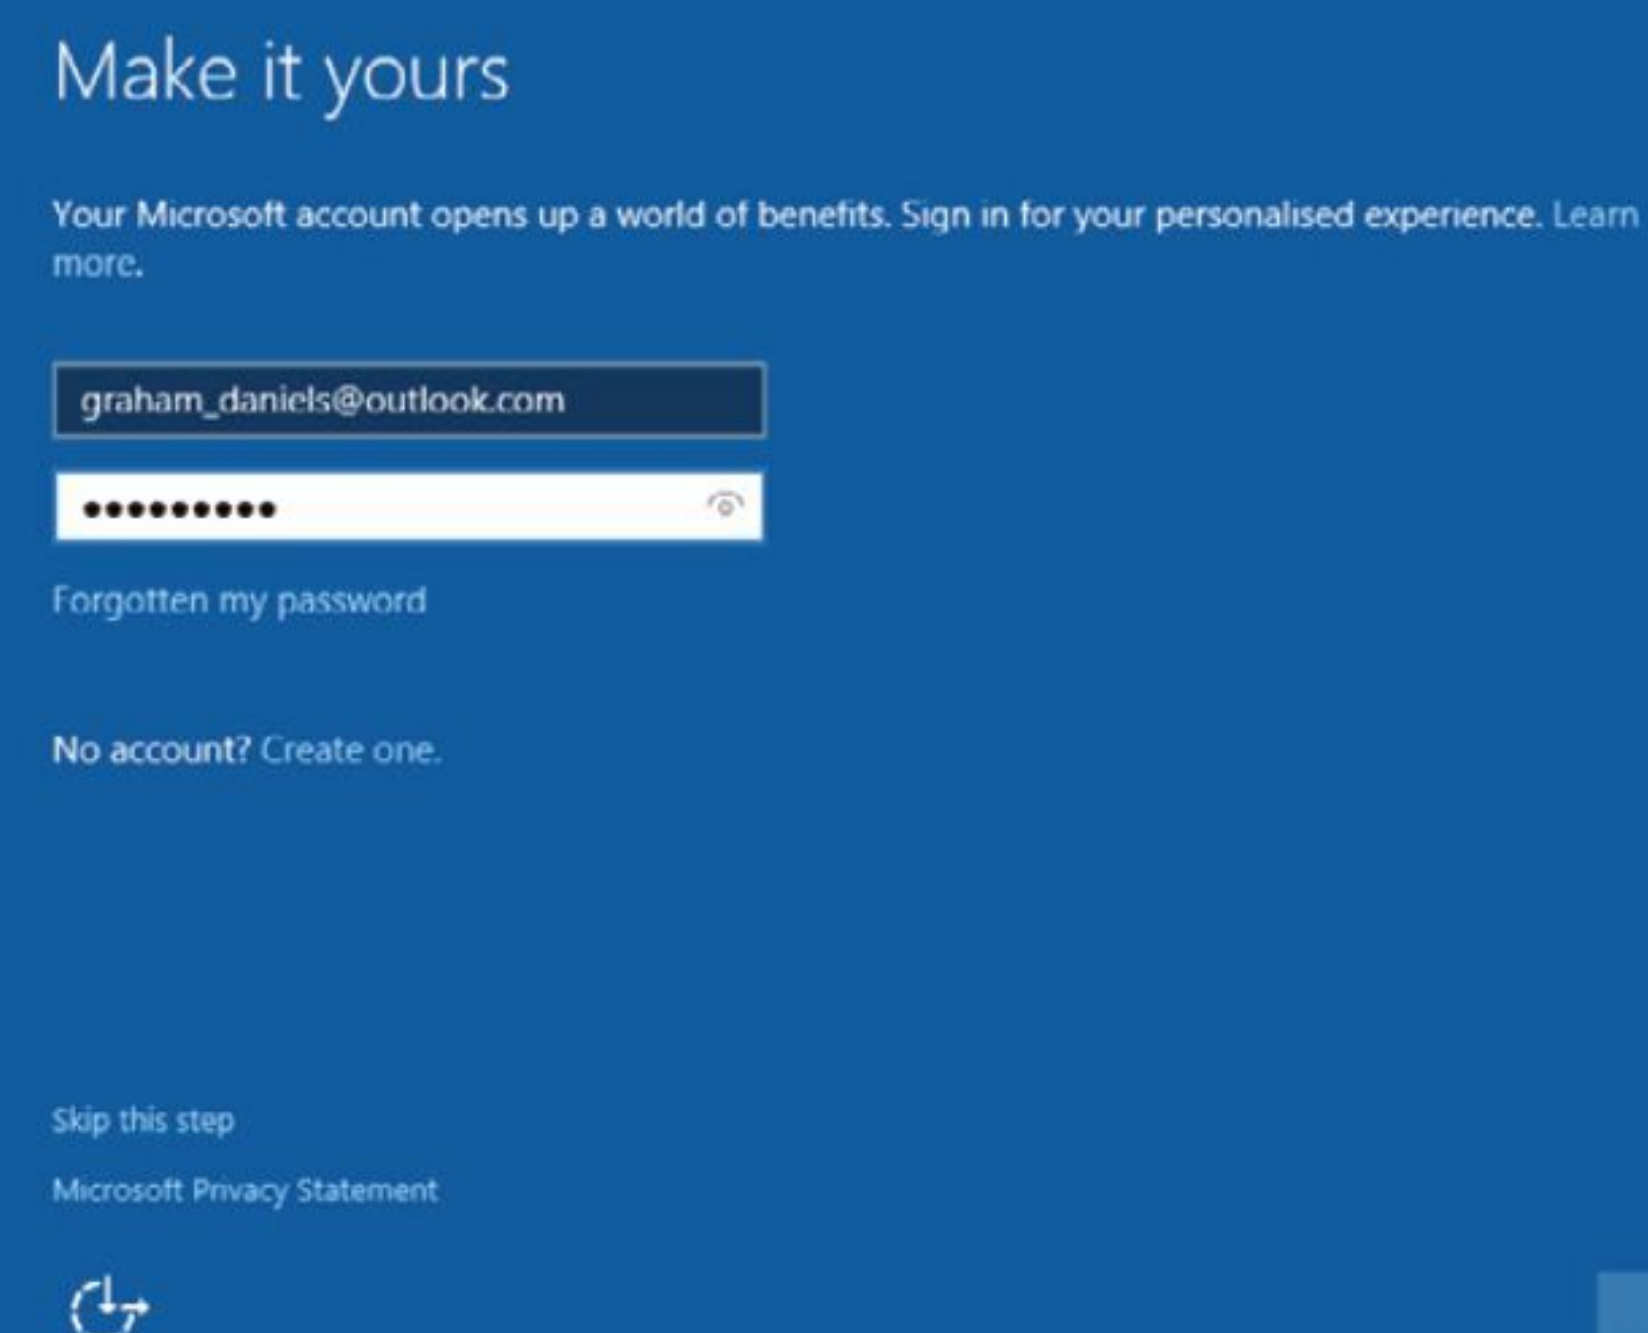 Make it yours
Your Microsoft account opens up a world of benefits. Sign in for your personalised experience. Learn
more.
graham_daniels@outlook.com
●●●●●●●●●
Forgotten my password
No account? Create one.
Skip this step
Microsoft Privacy Statement